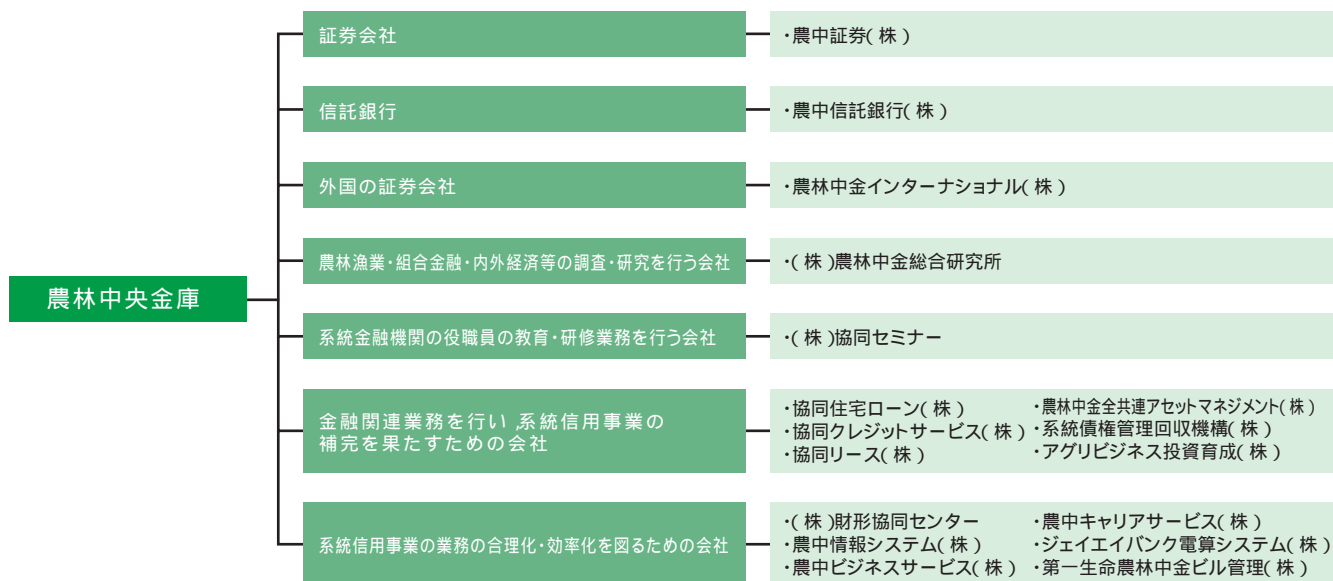 農林中央金庫
証券会社
・農中証券(株)
信託銀行
・農中信託銀行(株)
外国の証券会社
・農林中金インターナショナル(株)
農林漁業・組合金融・内外経済等の調査・研究を行う会社
・(株)農林中金総合研究所
系統金融機関の役職員の教育・研修業務を行う会社
・(株)協同セミナー
金融関連業務を行い,系統信用事業の
補完を果たすための会社
・協同住宅ローン(株)
・協同クレジットサービス(株)
・協同リース(株)
・農林中金全共連アセットマネジメント(株)
・系統債権管理回収機構(株)
・アグリビジネス投資育成(株)
系統信用事業の業務の合理化・効率化を図るための会社
・(株)財形協同センター
・農中情報システム(株)
・農中ビジネスサービス(株)
・農中キャリアサービス(株)
・ジェイエイバンク電算システム(株)
・第一生命農林中金ビル管理(株)